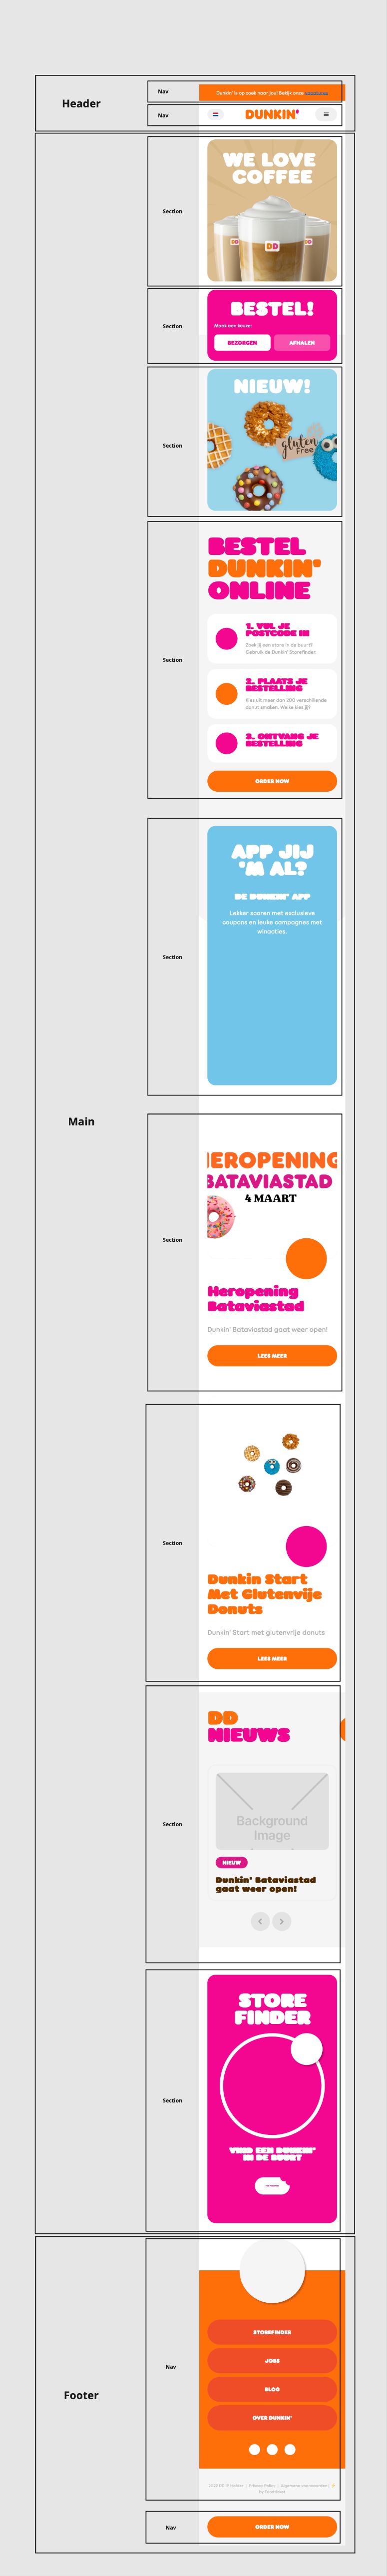 Header
Nav
Dunkin' is op zoek naar jou! Bekijk onze vacatures
Nav
DUNKIN'
Section
WE LOVE
COFFEE
DD
DD
DD
Section
BESTEL!
Maak een keuze:
BEZORGEN
AFHALEN
Section
NIEUW!
gluten
Free
Section
BESTEL
DUNKIN'
ONLINE
1. VUL JE
POSTCODE IN
Zoek jij een store in de buurt?
Gebruik de Dunkin' Storefinder.
2. PLAATS JE
BESTELLING
Kies uit meer dan 200 verschillende
donut smaken. Welke kies jij?
3. ONTVANG JE
BESTELLING
ORDER NOW
Section
APP JIJ
'M AL?
DE DUNKIN' APP
Lekker scoren met exclusieve
coupons en leuke campagnes met
winacties.
Main
Section
HEROPENING
BATAVIASTAD
4 MAART
Heropening
Bataviastad
Dunkin' Bataviastad gaat weer open!
LEES MEER
Section
Dunkin Start
Met Glutenvije
Donuts
Dunkin' Start met glutenvrije donuts
LEES MEER
Section
DD
NIEUWS
Background
Image
NIEUW
Dunkin' Bataviastad
gaat weer open!
Section
STORE
FINDER
VIND EEN DUNKIN'
IN DE BUURT
Footer
Nav
STOREFINDER
JOBS
BLOG
OVER DUNKIN'
Privacy Policy | Algemene voorwaarden |
Nav
ORDER NOW